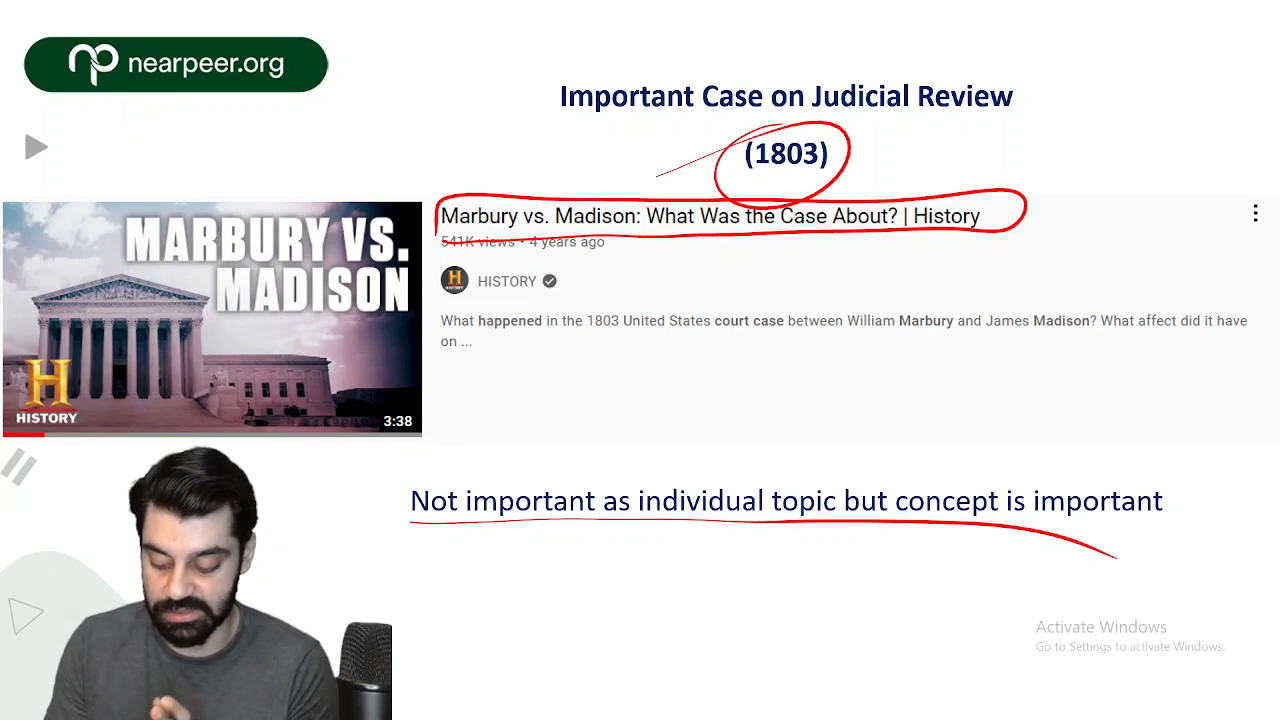 nearpeer.org
Important Case on Judicial Review
(1803)
MARBURY VS.
MADISON
H
HISTORY
3:38
Marbury vs. Madison: What Was the Case About? | History
541K views • 4 years ago
H
HISTORY
HISTORY
What happened in the 1803 United States court case between William Marbury and James Madison? What affect did it have
on ...
Not important as individual topic but concept is important
Activate Windows
Go to Settings to activate Windows.